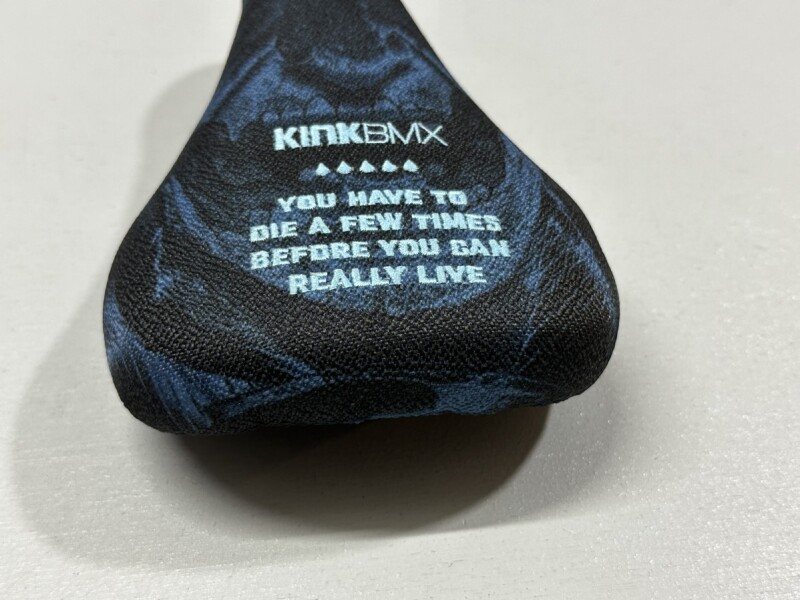 KINKBMX
YOU HAVE TO
DIE A FEW TIMES
BEFORE YOU CAN
REALLY LIVE